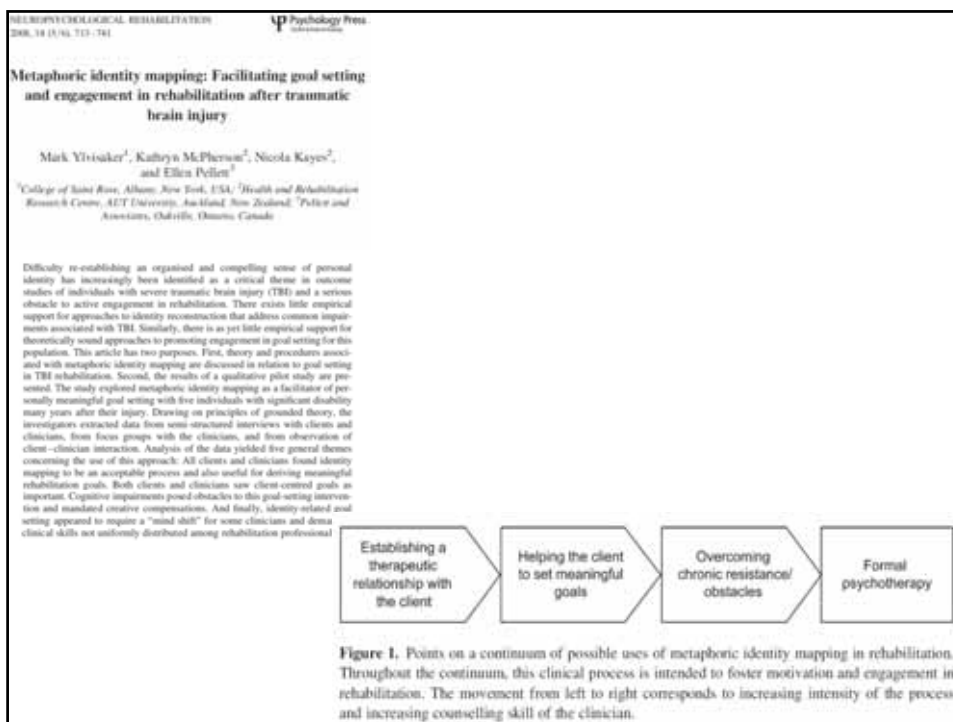 NEUROPSYCHOLOGICAL REHABILITATION
2008, 18 (5/6), 713–741
Psychology Press
Metaphoric identity mapping: Facilitating goal setting
and engagement in rehabilitation after traumatic
brain injury
Mark Ylvisaker1, Kathryn McPherson2, Nicola Kayes2,
and Ellen Pellett3
1College of Saint Rose, Albany, New York, USA; 2Health and Rehabilitation
Research Centre, AUT University, Auckland, New Zealand; 3Pellett and
Associates, Oakville, Ontario, Canada
Difficulty re-establishing an organised and compelling sense of personal
identity has increasingly been identified as a critical theme in outcome
studies of individuals with severe traumatic brain injury (TBI) and a serious
obstacle to active engagement in rehabilitation. There exists little empirical
support for approaches to identity reconstruction that address common impair-
ments associated with TBI. Similarly, there is as yet little empirical support for
theoretically sound approaches to promoting engagement in goal setting for this
population. This article has two purposes. First, theory and procedures associ-
ated with metaphoric identity mapping are discussed in relation to goal setting
in TBI rehabilitation. Second, the results of a qualitative pilot study are pre-
sented. The study explored metaphoric identity mapping as a facilitator of per-
sonally meaningful goal setting with five individuals with significant disability
many years after their injury. Drawing on principles of grounded theory, the
investigators extracted data from semi-structured interviews with clients and
clinicians, from focus groups with the clinicians, and from observation of
client–clinician interaction. Analysis of the data yielded five general themes
concerning the use of this approach: All clients and clinicians found identity
mapping to be an acceptable process and also useful for deriving meaningful
rehabilitation goals. Both clients and clinicians saw client-centred goals as
important. Cognitive impairments posed obstacles to this goal-setting interven-
tion and mandated creative compensations. And finally, identity-related goal
setting appeared to require a "mind shift" for some clinicians and dema
clinical skills not uniformly distributed among rehabilitation professional
Establishing a
therapeutic
relationship with
the client
Helping the client
to set meaningful
goals
Overcoming
chronic resistance/
obstacles
Formal
psychotherapy
Figure 1. Points on a continuum of possible uses of metaphoric identity mapping in rehabilitation.
Throughout the continuum, this clinical process is intended to foster motivation and engagement in
rehabilitation. The movement from left to right corresponds to increasing intensity of the process
and increasing counselling skill of the clinician.